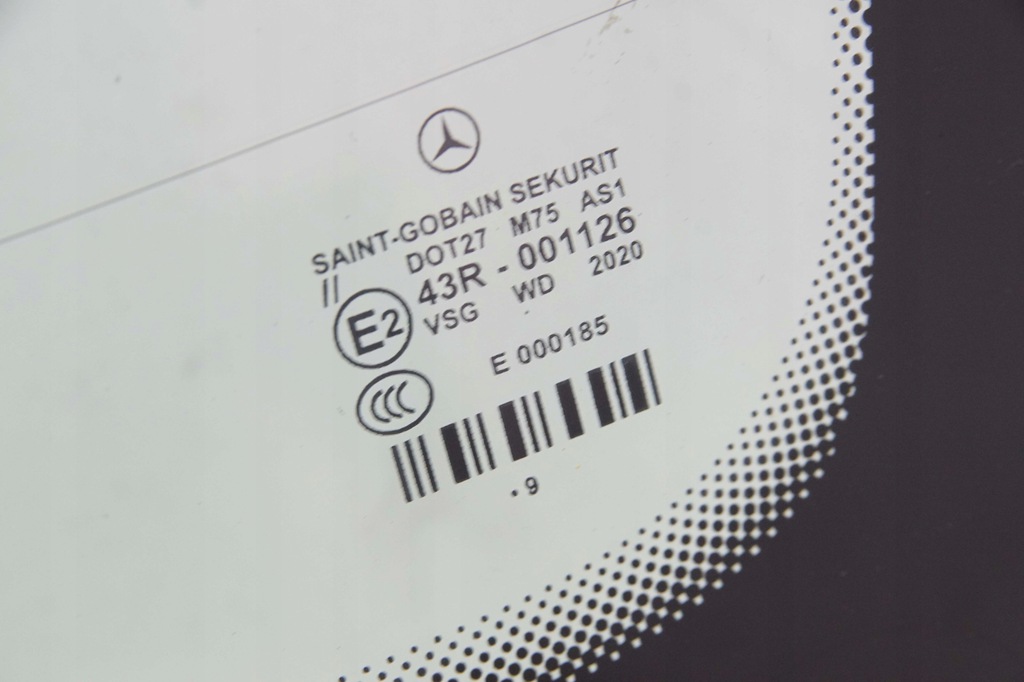 SAINT-GOBAIN SEKURIT
// DOT27 M75 AS1
E2 43R - 001126
VSG WD 2020
E 000185
CCC
. 9